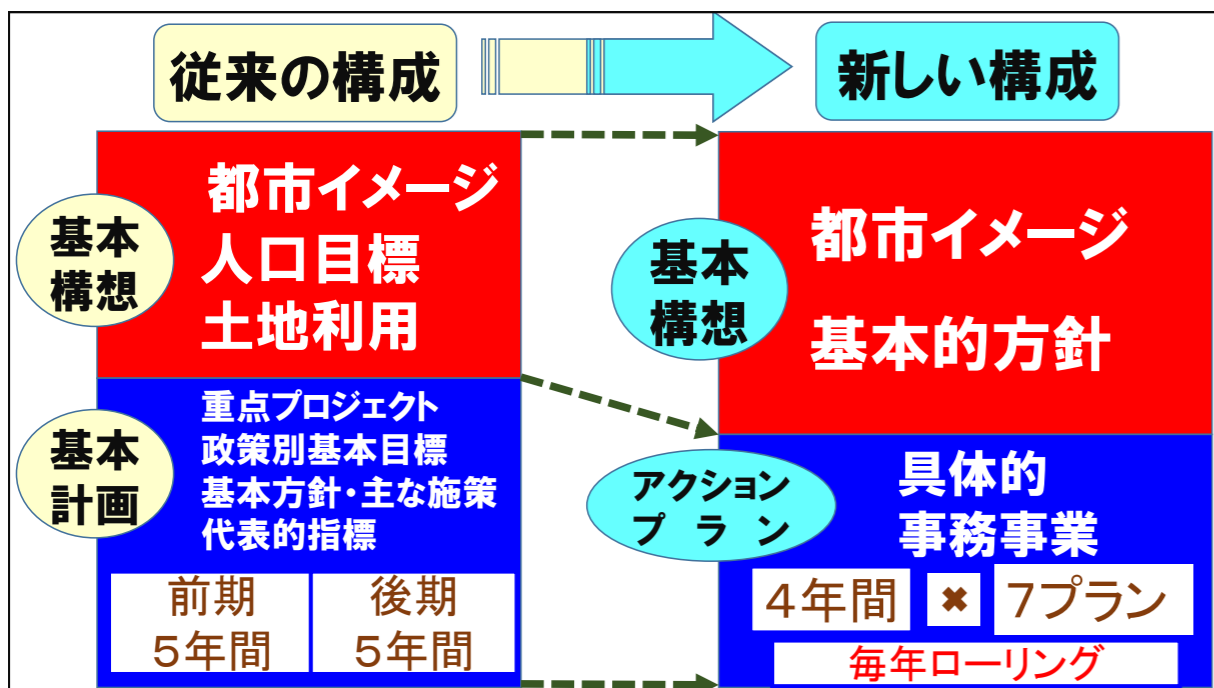 従来の構成
新しい構成
基本
構想
都市イメージ
人口目標
土地利用
基本
計画
重点プロジェクト
政策別基本目標
基本方針・主な施策
代表的指標
前期
5年間
後期
5年間
基本
構想
都市イメージ
基本的方針
アクション
プラン
具体的
事務事業
4年間
✖
7プラン
毎年ローリング